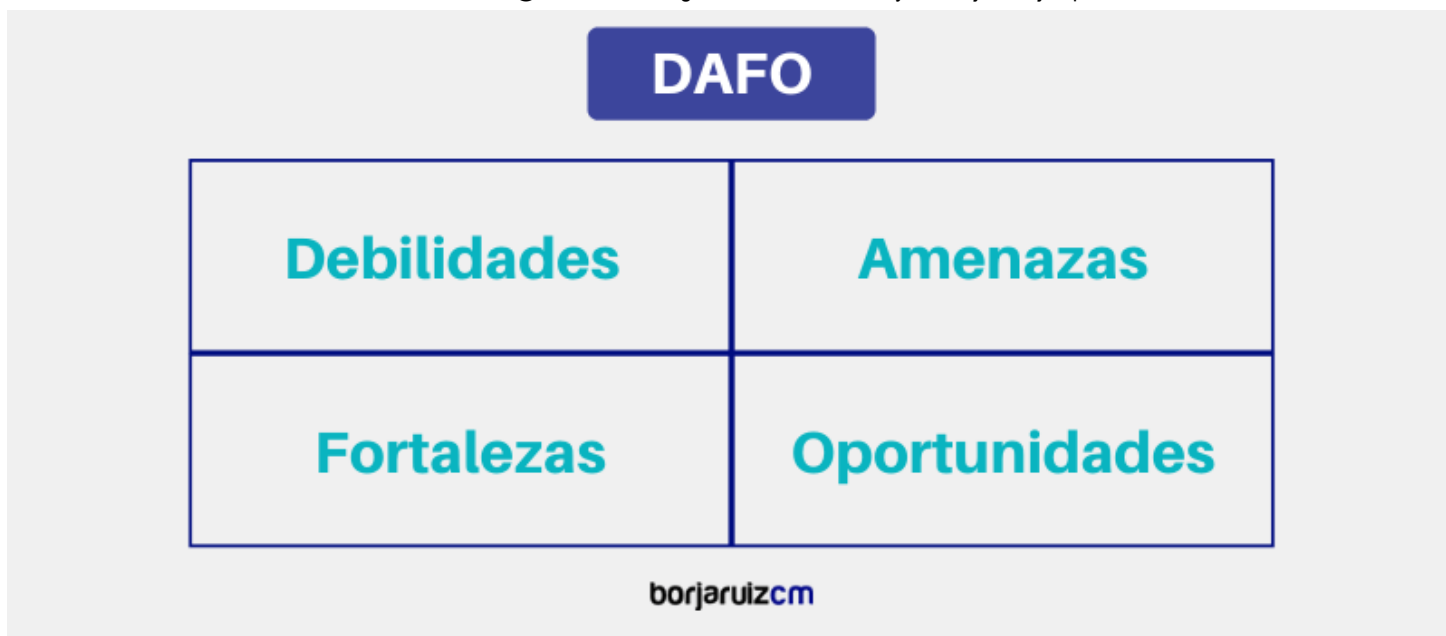 DAFO
Debilidades
Amenazas
Fortalezas
Oportunidades
borjaruizcm